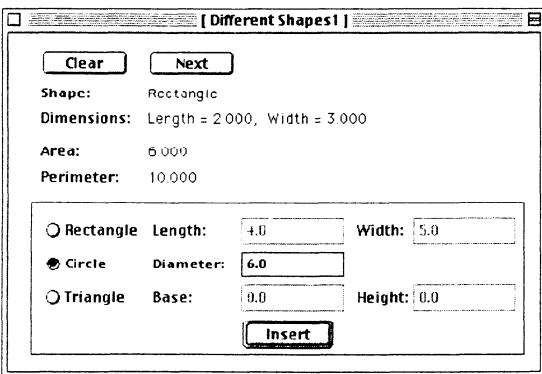 [ Different Shapes1 ]
Clear Next
Shape: Rectangle
Dimensions: Length = 2.000, Width = 3.000
Area: 6.000
Perimeter: 10.000
Rectangle Length: 4.0 Width: 5.0
Circle Diameter: 6.0
Triangle Base: 0.0 Height: 0.0
Insert